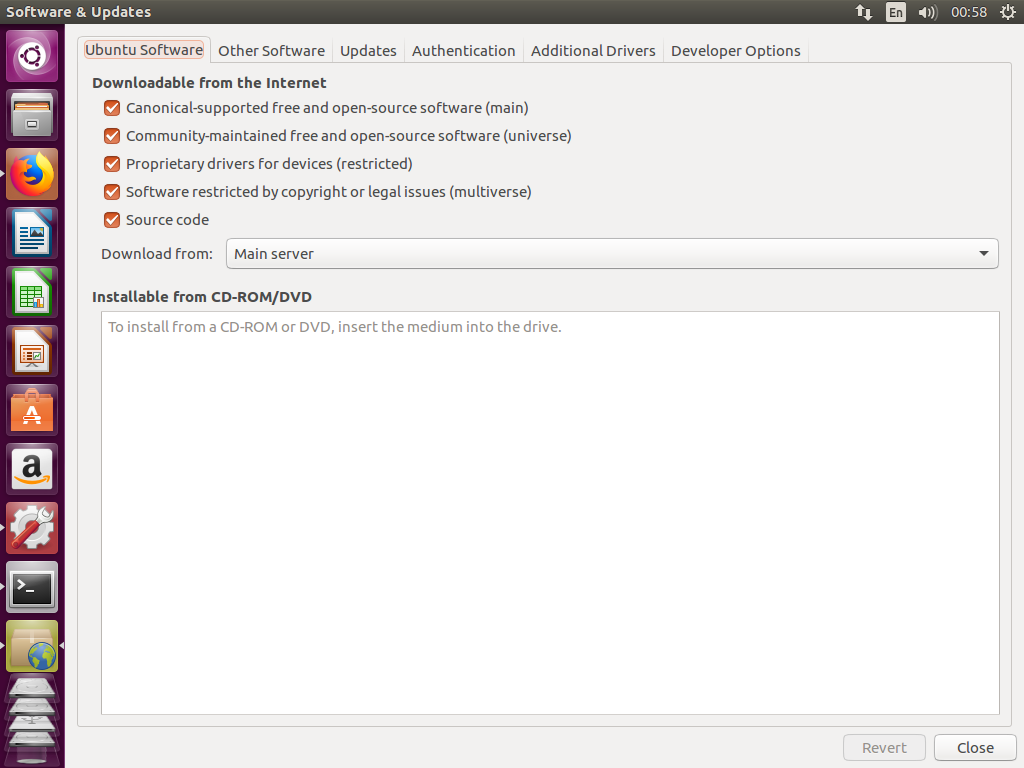 Software & Updates
En
00:58
Ubuntu Software
Other Software
Updates
Authentication
Additional Drivers
Developer Options
Downloadable from the Internet
Canonical-supported free and open-source software (main)
Community-maintained free and open-source software (universe)
Proprietary drivers for devices (restricted)
Software restricted by copyright or legal issues (multiverse)
Source code
Download from:
Main server
Installable from CD-ROM/DVD
To install from a CD-ROM or DVD, insert the medium into the drive.
Revert
Close